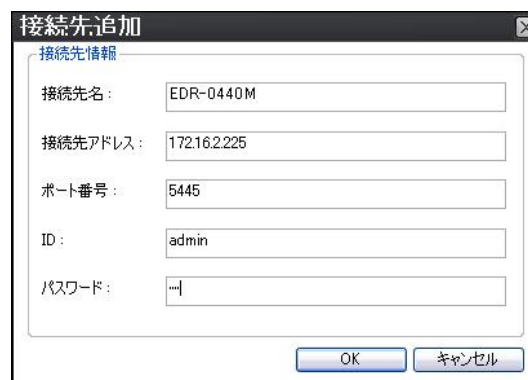 接続先追加
接続先情報
接続先名： EDR-0440M
接続先アドレス： 172.16.2.225
ポート番号： 5445
ID： admin
パスワード： ····
OK キャンセル